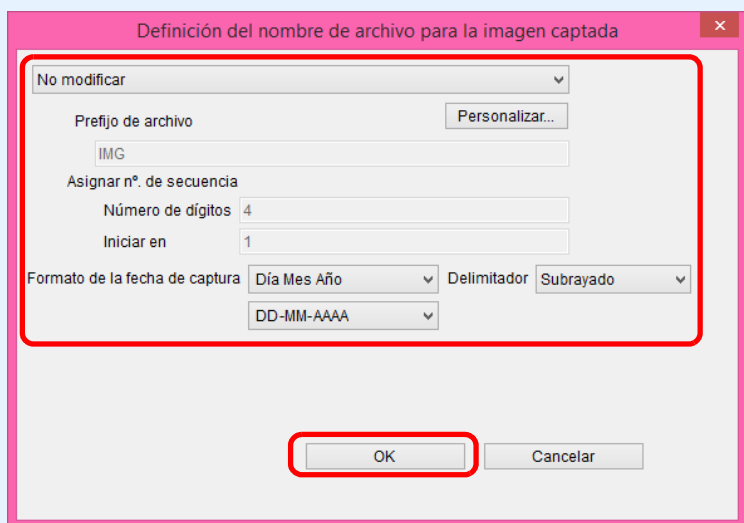 Definición del nombre de archivo para la imagen captada
No modificar
Prefijo de archivo
Personalizar...
IMG
Asignar nº. de secuencia
Número de dígitos 4
Iniciar en 1
Formato de la fecha de captura Día Mes Año Delimitador Subrayado
DD-MM-AAAA
OK Cancelar